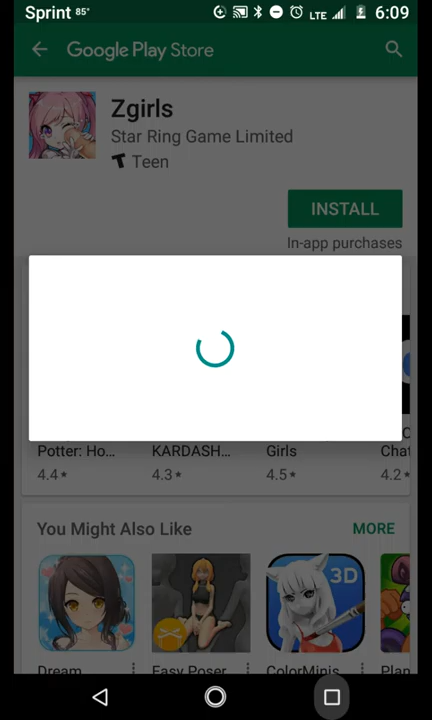 Sprint 85° LTE 6:09
Google Play Store
Zgirls
Star Ring Game Limited
T Teen
INSTALL
In-app purchases
Potter: Ho... KARDASH... Girls
Chat
4.4★ 4.3★ 4.5★ 4.2★
You Might Also Like MORE
3D
Dream Easy Poser ColorMinis Plan